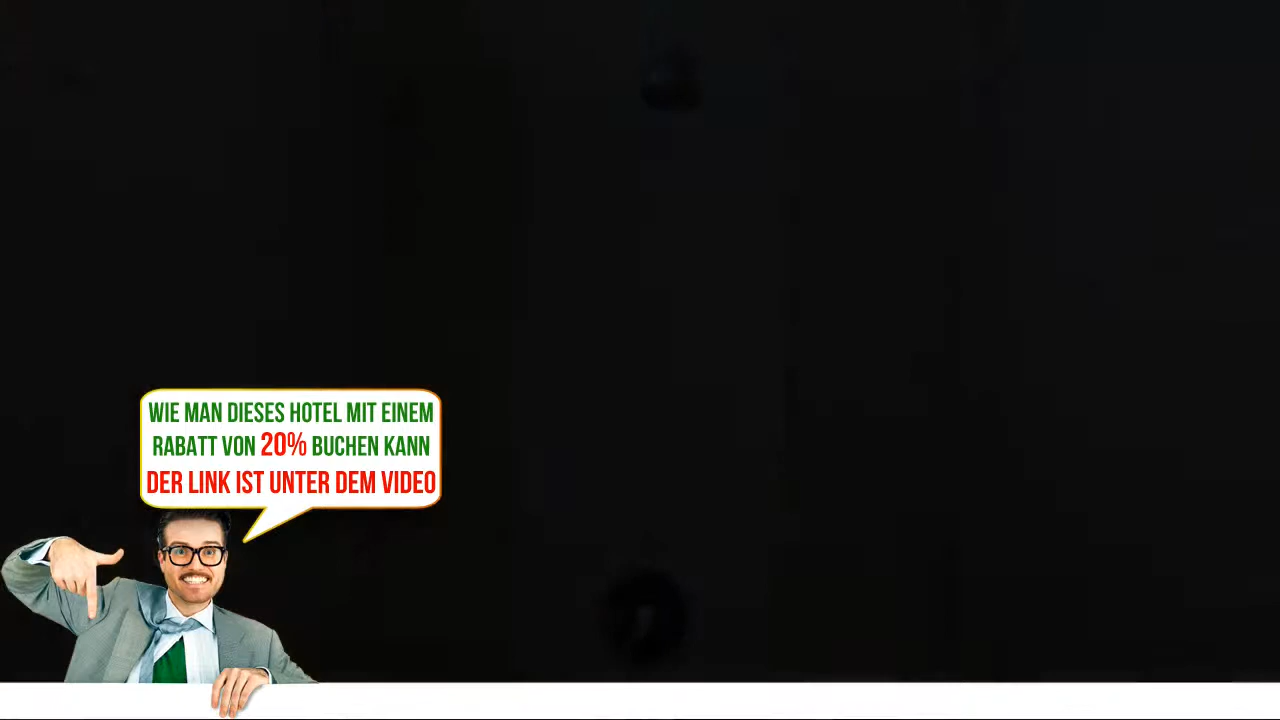 WIE MAN DIESES HOTEL MIT EINEM
RABATT VON 20% BUCHEN KANN
DER LINK IST UNTER DEM VIDEO